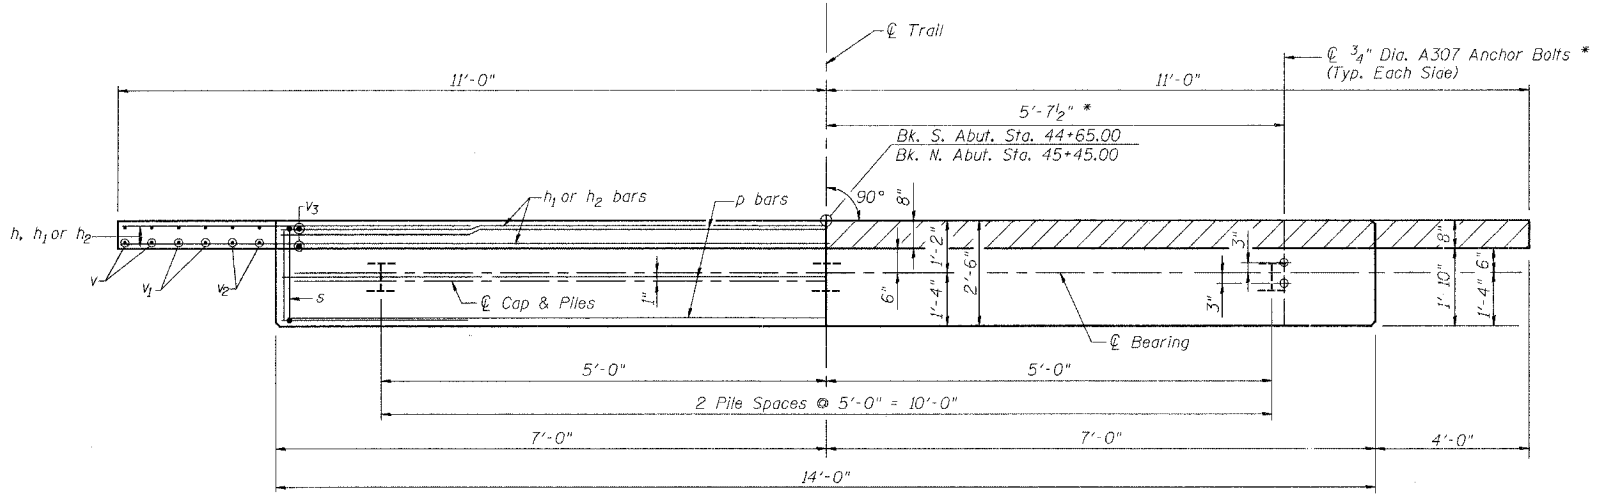 ℄ Trail
℄ 3/4" Dia. A307 Anchor Bolts *
(Typ. Each Side)
11'-0"
11'-0"
5'-7½" *
Bk. S. Abut. Sta. 44+65.00
Bk. N. Abut. Sta. 45+45.00
90°
8"
v3
h1 or h2 bars
p bars
h, h1 or h2
v
v1
v2
s
℄ Cap & Piles
1"
6"
1'-2"
1'-4"
2'-6"
3"
3"
8"
1' 10"
6"
1'-4"
℄ Bearing
5'-0"
5'-0"
2 Pile Spaces @ 5'-0" = 10'-0"
7'-0"
7'-0"
4'-0"
14'-0"